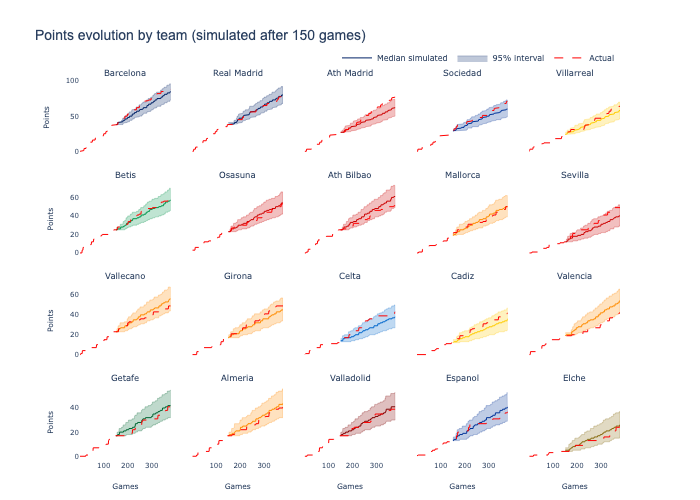 Points evolution by team (simulated after 150 games)
Median simulated 95% interval Actual
Barcelona Real Madrid Ath Madrid Sociedad Villarreal
100
50
0
Points
Betis Osasuna Ath Bilbao Mallorca Sevilla
60
40
20
0
Points
Vallecano Girona Celta Cadiz Valencia
60
40
20
0
Points
Getafe Almeria Valladolid Espanol Elche
40
20
0
Points
100 200 300 100 200 300 100 200 300 100 200 300 100 200 300
Games Games Games Games Games